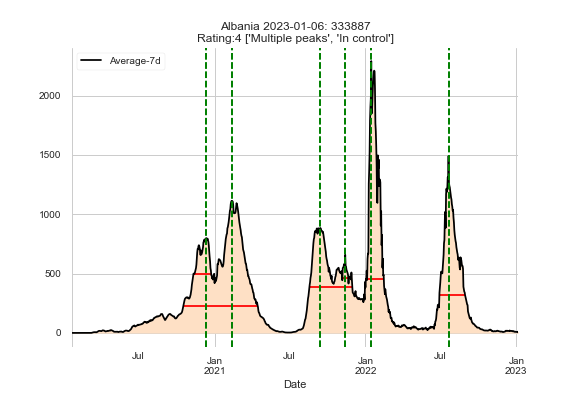 Albania 2023-01-06: 333887
Rating:4 ['Multiple peaks', 'In control']
Average-7d
2000
1500
1000
500
0
Jul
Jan
2021
Jul
Jan
2022
Jul
Jan
2023
Date